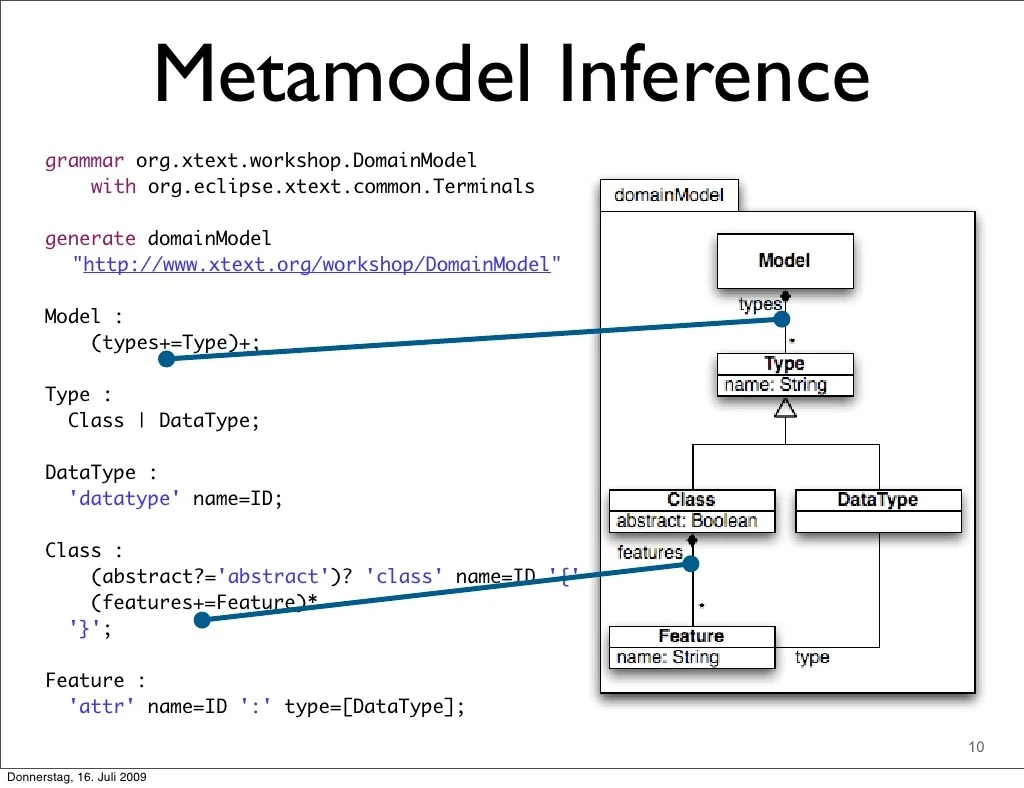 Metamodel Inference
grammar org.xtext.workshop.DomainModel
with org.eclipse.xtext.common.Terminals
generate domainModel
"http://www.xtext.org/workshop/DomainModel"
Model :
(types+=Type)+;
Type :
Class | DataType;
DataType :
'datatype' name=ID;
Class :
(abstract?='abstract')? 'class' name=ID '{'
(features+=Feature)*
'}';
Feature :
'attr' name=ID ':' type=[DataType];
domainModel
Model
types
*
Type
name: String
Class
abstract: Boolean
DataType
features
*
Feature
name: String
type
10
Donnerstag, 16. Juli 2009